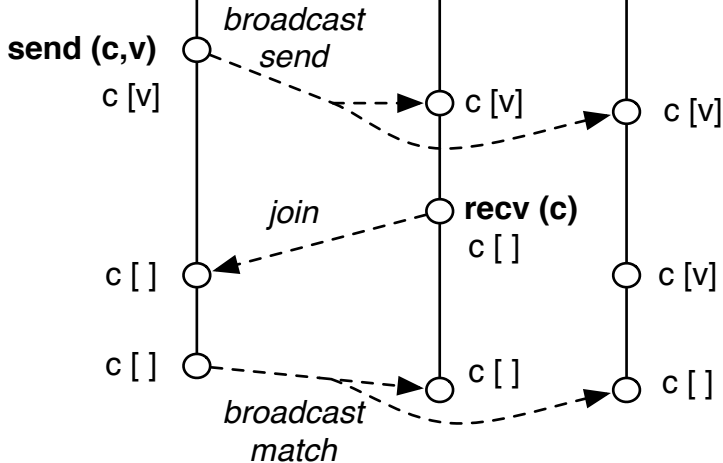 broadcast
send
send (c,v)
c [v]
c [v]
c [v]
join
recv (c)
c [ ]
c [ ]
c [v]
c [ ]
c [ ]
c [ ]
broadcast
match